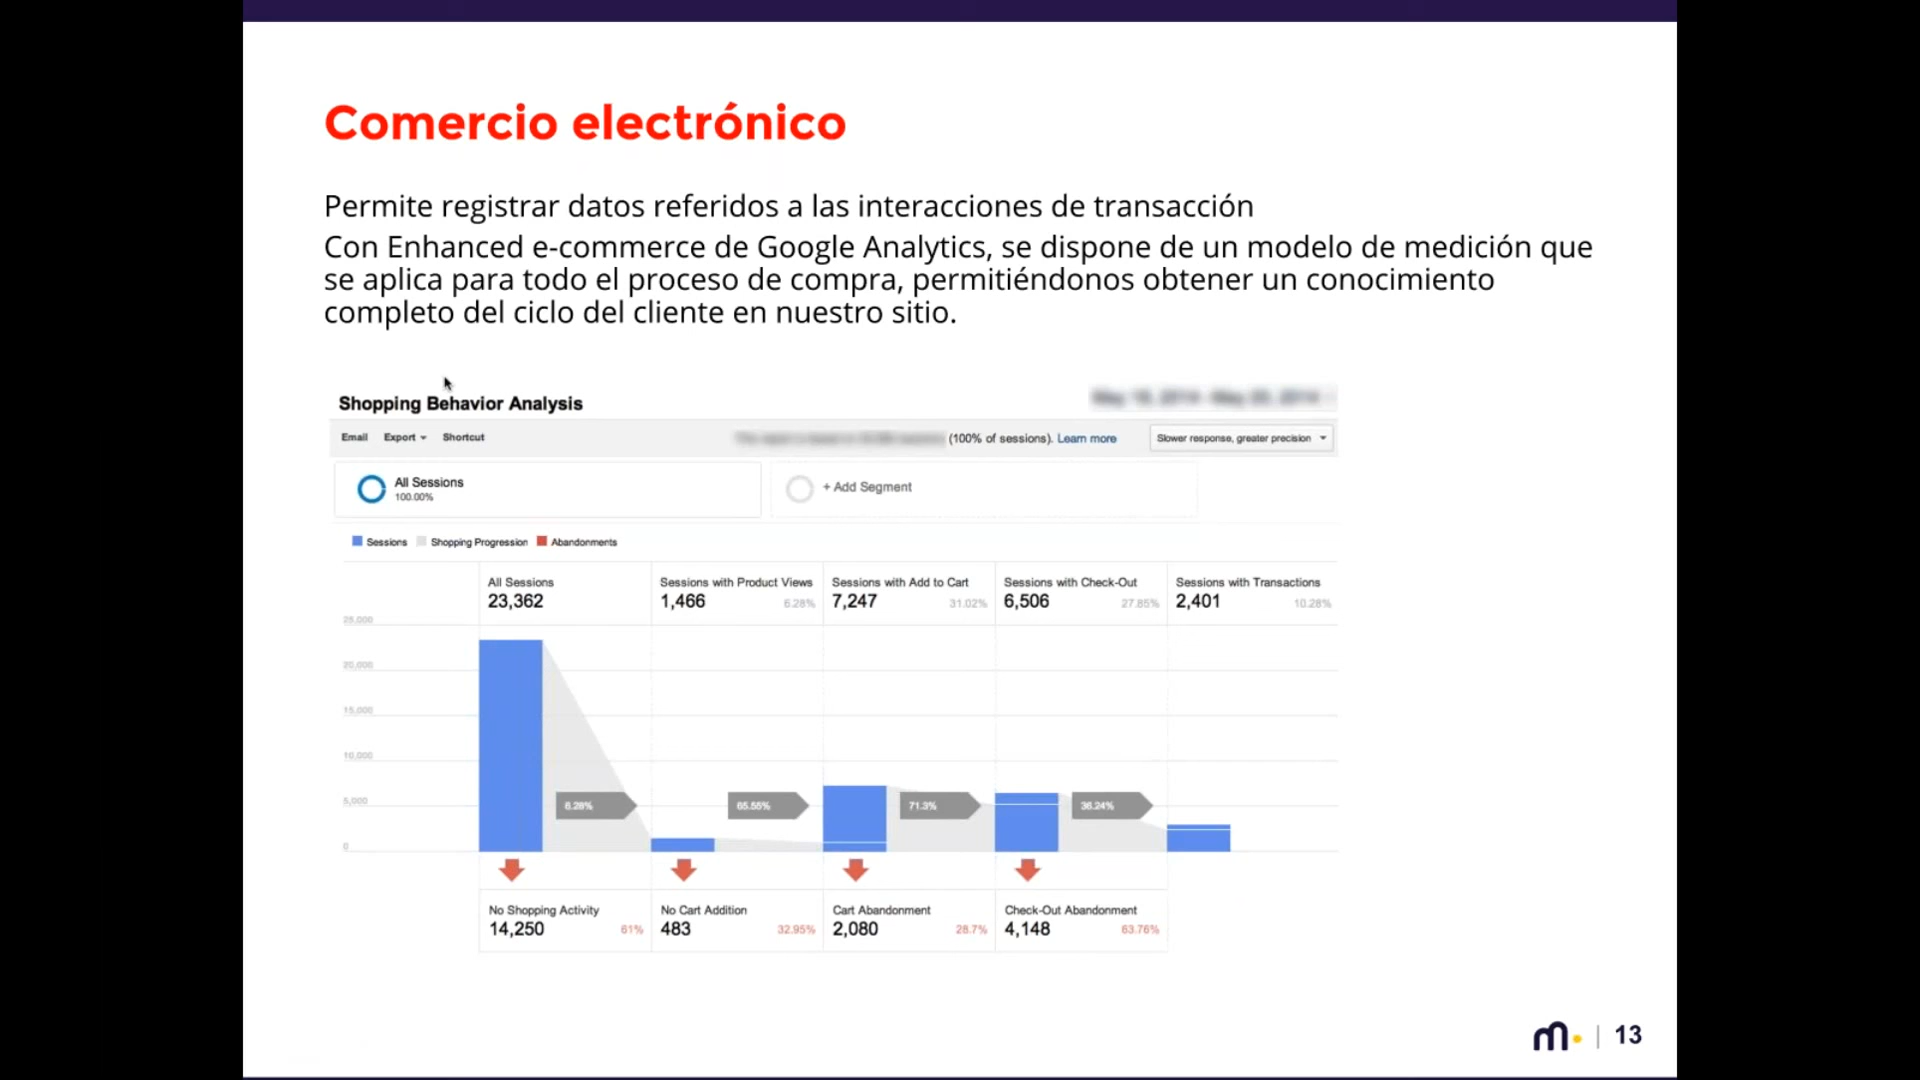 Comercio electrónico
Permite registrar datos referidos a las interacciones de transacción
Con Enhanced e-commerce de Google Analytics, se dispone de un modelo de medición que
se aplica para todo el proceso de compra, permitiéndonos obtener un conocimiento
completo del ciclo del cliente en nuestro sitio.
Shopping Behavior Analysis
Email Export Shortcut
(100% of sessions). Learn more
Slower response, greater precision
All Sessions
100.00%
+ Add Segment
Sessions Shopping Progression Abandonments
All Sessions Sessions with Product Views Sessions with Add to Cart Sessions with Check-Out Sessions with Transactions
23,362 1,466 6.28% 7,247 31.02% 6,506 27.85% 2,401 10.28%
25,000
20,000
15,000
10,000
5,000
0
6.28% 65.55% 71.3% 36.24%
No Shopping Activity No Cart Addition Cart Abandonment Check-Out Abandonment
14,250 61% 483 32.95% 2,080 28.7% 4,148 63.76%
m. | 13